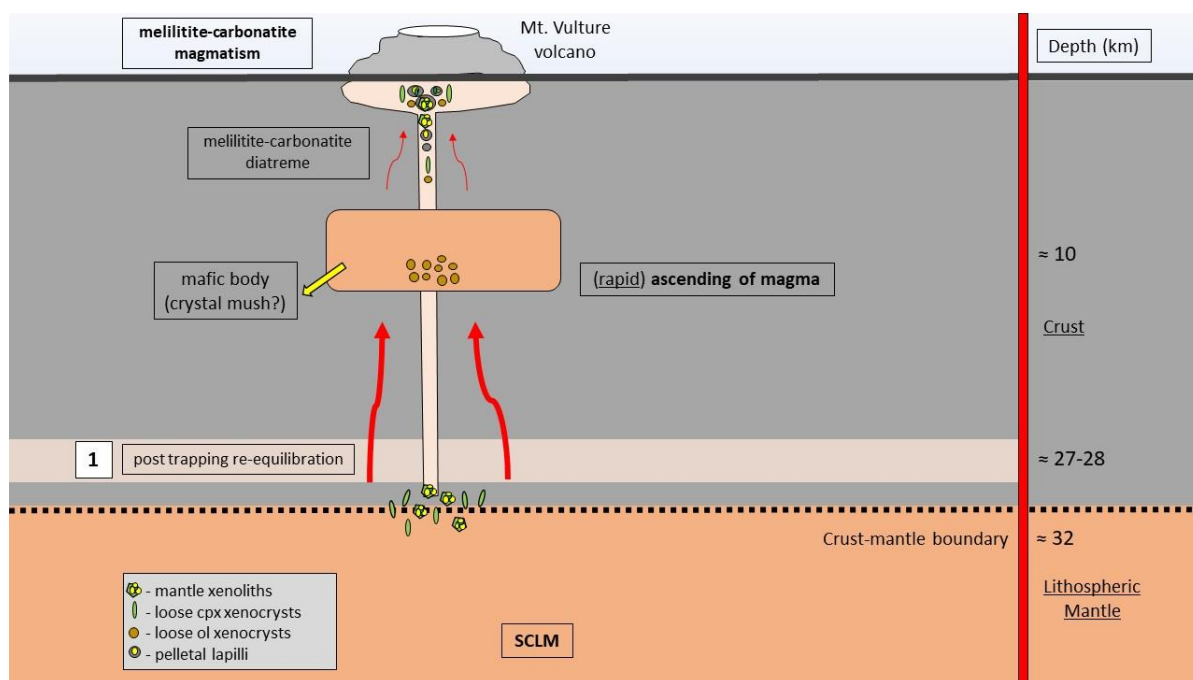 melilitite-carbonatite
magmatism
Mt. Vulture
volcano
Depth (km)
melilitite-carbonatite
diatreme
mafic body
(crystal mush?)
(rapid) ascending of magma
≈ 10
Crust
1
post trapping re-equilibration
≈ 27-28
Crust-mantle boundary
≈ 32
Lithospheric
Mantle
- mantle xenoliths
- loose cpx xenocrysts
- loose ol xenocrysts
- pelletal lapilli
SCLM